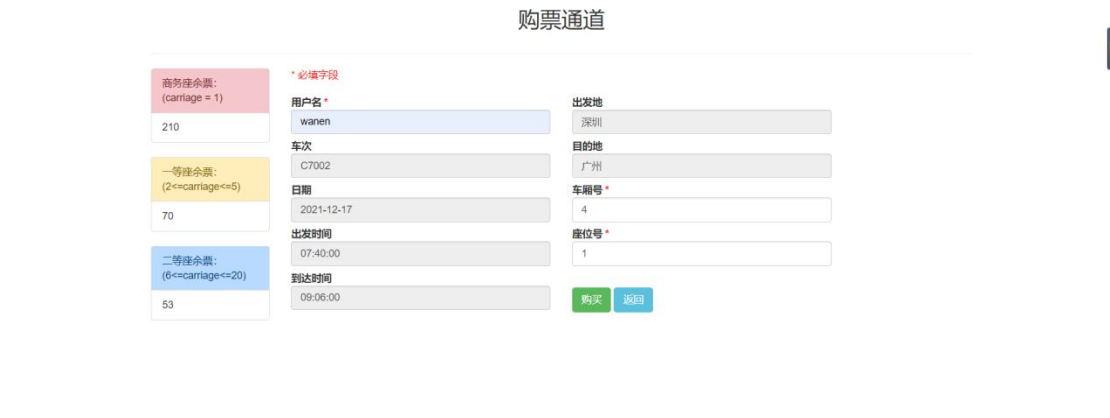 购票通道
商务座余票:
(carriage = 1)
210
一等座余票:
(2<=carriage<=5)
70
二等座余票:
(6<=carriage<=20)
53
* 必填字段
用户名 *
wanen
车次
C7002
日期
2021-12-17
出发时间
07:40:00
到达时间
09:06:00
出发地
深圳
目的地
广州
车厢号 *
4
座位号 *
1
购买 返回